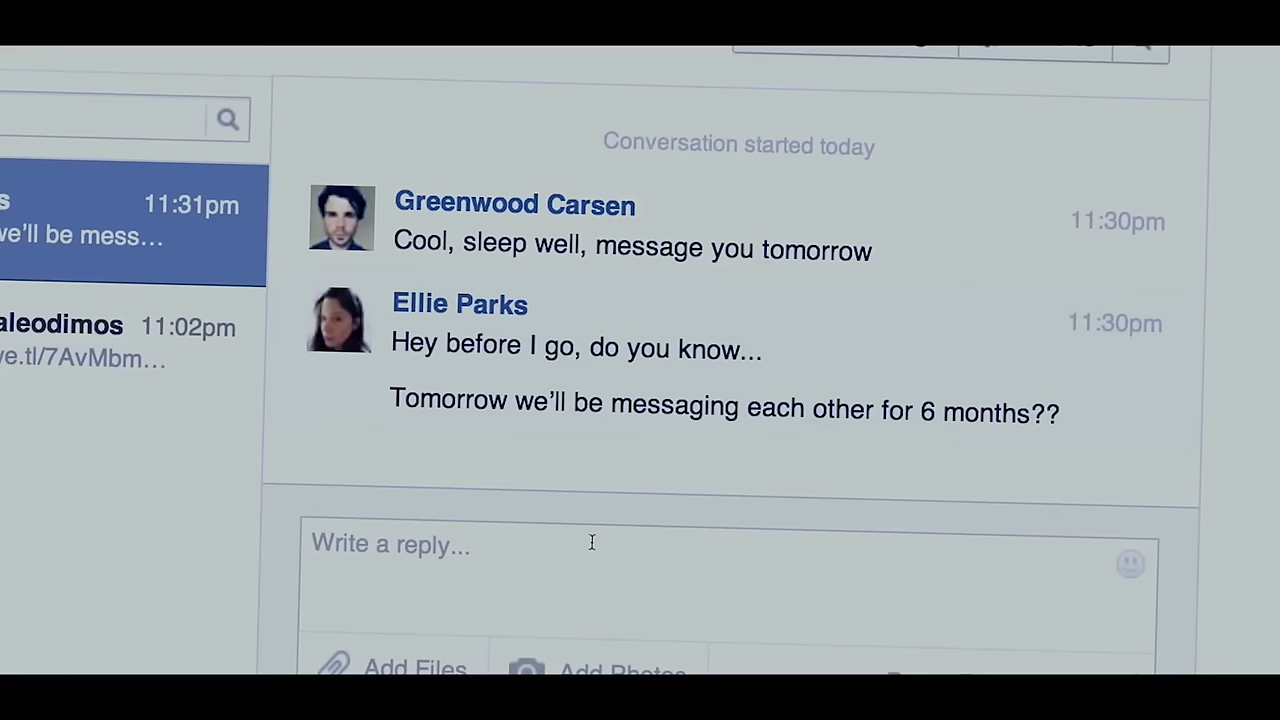 Conversation started today
s 11:31pm
we'll be mess...
aleodimos 11:02pm
ve.tl/7AvMbm...
Greenwood Carsen 11:30pm
Cool, sleep well, message you tomorrow
Ellie Parks 11:30pm
Hey before I go, do you know...
Tomorrow we'll be messaging each other for 6 months??
Write a reply...
Add Files Add Photos